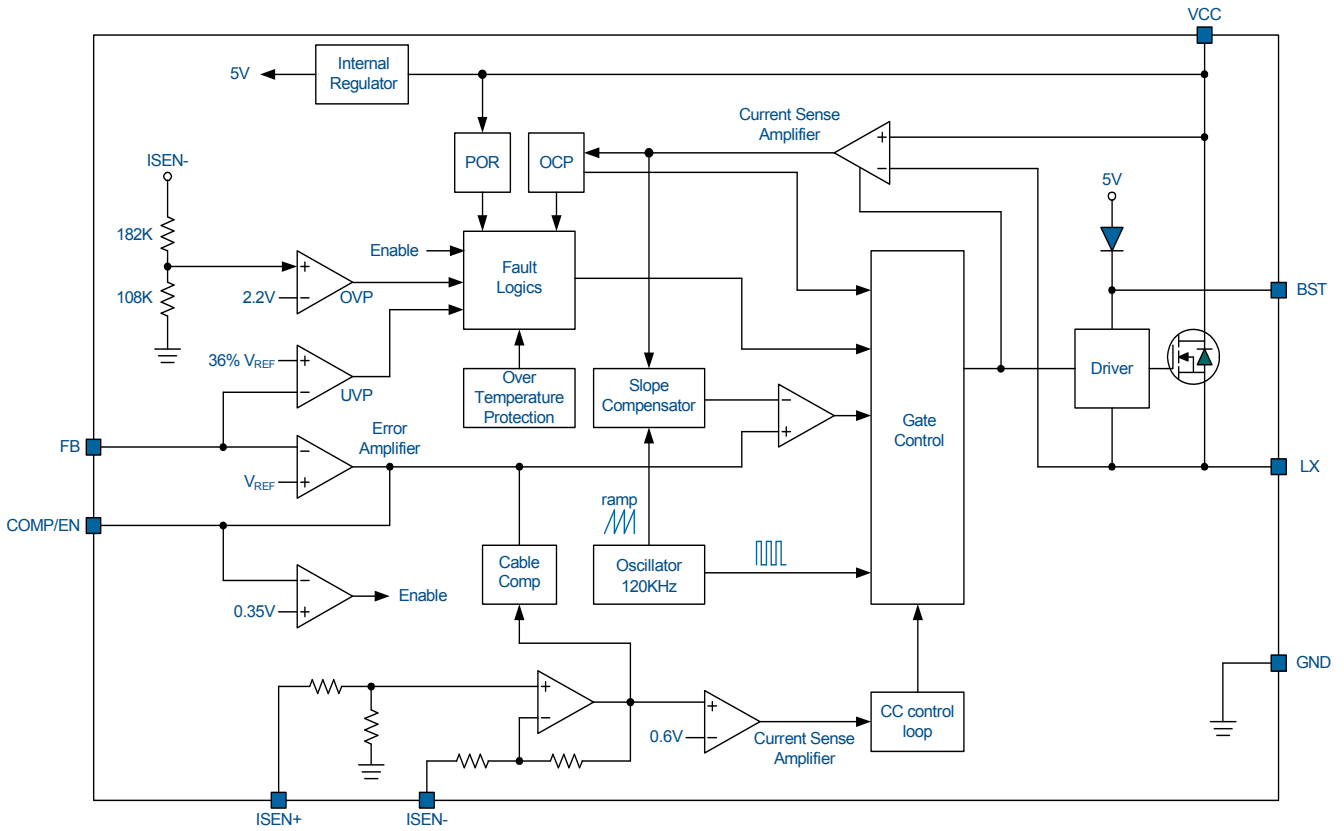 VCC
5V
Internal
Regulator
Current Sense
Amplifier
+
−
ISEN-
POR
OCP
5V
182K
Enable
Fault
Logics
+
108K
2.2V
−
OVP
BST
36% VREF
+
−
UVP
Over
Temperature
Protection
Slope
Compensator
−
+
Gate
Control
Driver
FB
Error
Amplifier
−
VREF
+
LX
COMP/EN
ramp
Cable
Comp
Oscillator
120KHz
−
0.35V
+
Enable
GND
+
−
+
0.6V
−
Current Sense
Amplifier
CC control
loop
ISEN+
ISEN-